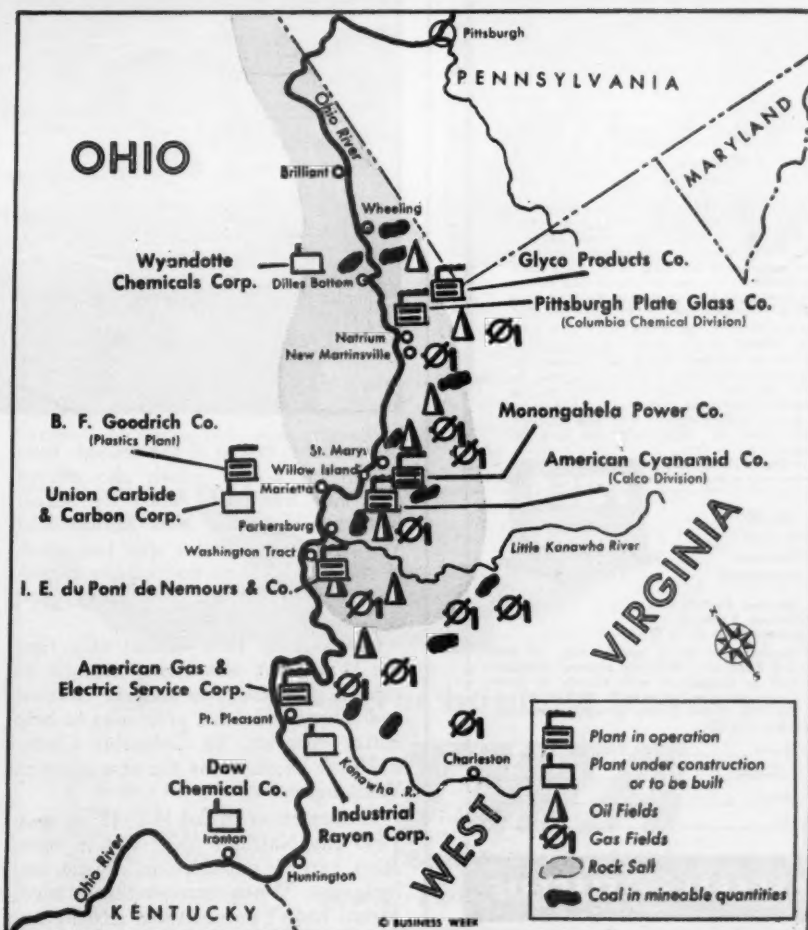 Pittsburgh
PENNSYLVANIA
MARYLAND
Ohio River
OHIO
Brilliant
Wheeling
Wyandotte
Chemicals Corp.
Dilles Bottom
Glyco Products Co.
Pittsburgh Plate Glass Co.
(Columbia Chemical Division)
Natrium
New Martinsville
B. F. Goodrich Co.
(Plastics Plant)
Monongahela Power Co.
St. Marys
Willow Island
American Cyanamid Co.
(Calco Division)
Marietta
Union Carbide
& Carbon Corp.
Parkersburg
Washington Tract
Little Kanawha River
I. E. du Pont de Nemours & Co.
WEST VIRGINIA
American Gas &
Electric Service Corp.
Pt. Pleasant
Kanawha R.
Charleston
Dow
Chemical Co.
Industrial
Rayon Corp.
Ironton
Huntington
Ohio River
KENTUCKY
© BUSINESS WEEK
Plant in operation
Plant under construction
or to be built
Oil Fields
Gas Fields
Rock Salt
Coal in mineable quantities